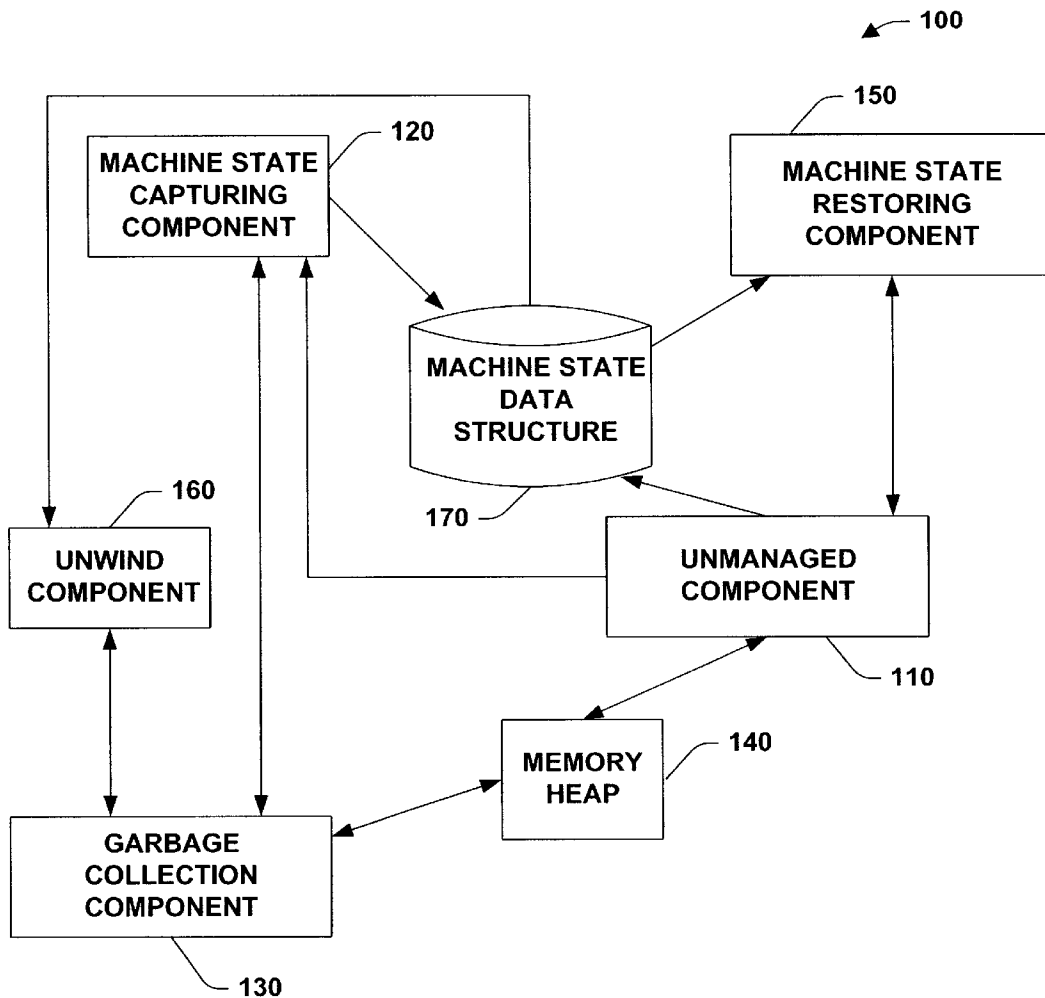 100
150
120
MACHINE STATE
CAPTURING
COMPONENT
MACHINE STATE
RESTORING
COMPONENT
MACHINE STATE
DATA
STRUCTURE
160
170
UNWIND
COMPONENT
UNMANAGED
COMPONENT
110
140
MEMORY
HEAP
GARBAGE
COLLECTION
COMPONENT
130